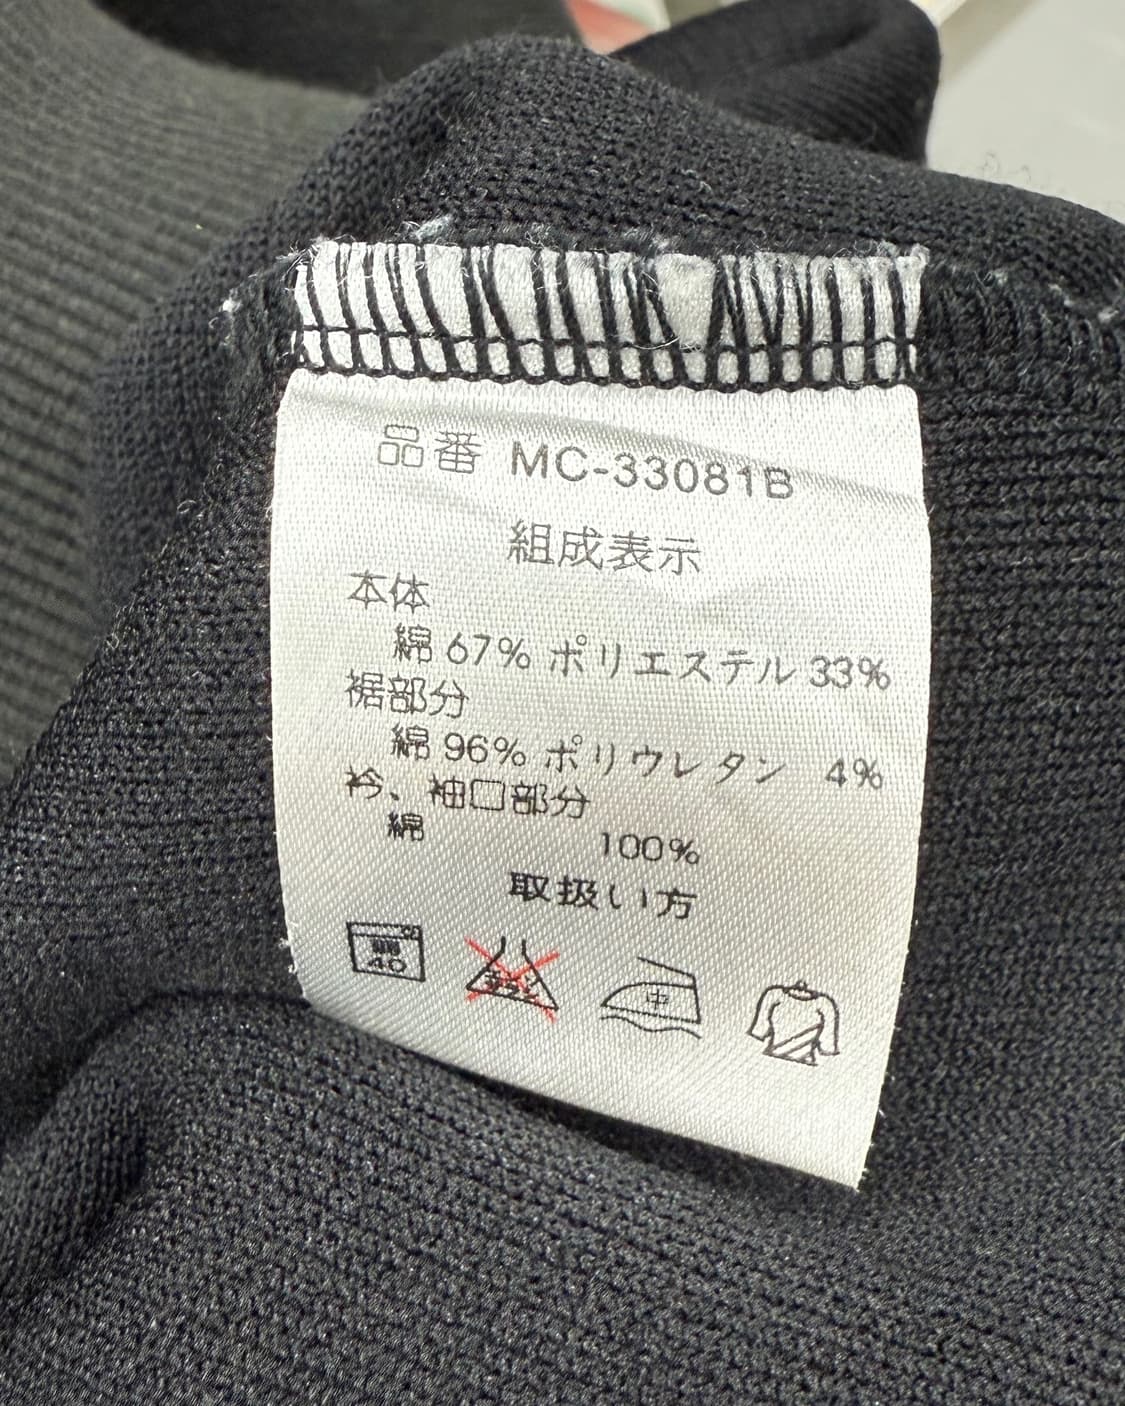 品番 MC-33081B
組成表示
本体
綿 67% ポリエステル 33%
裾部分
綿 96% ポリウレタン 4%
衿、袖口部分
綿 100%
取扱い方
40
中